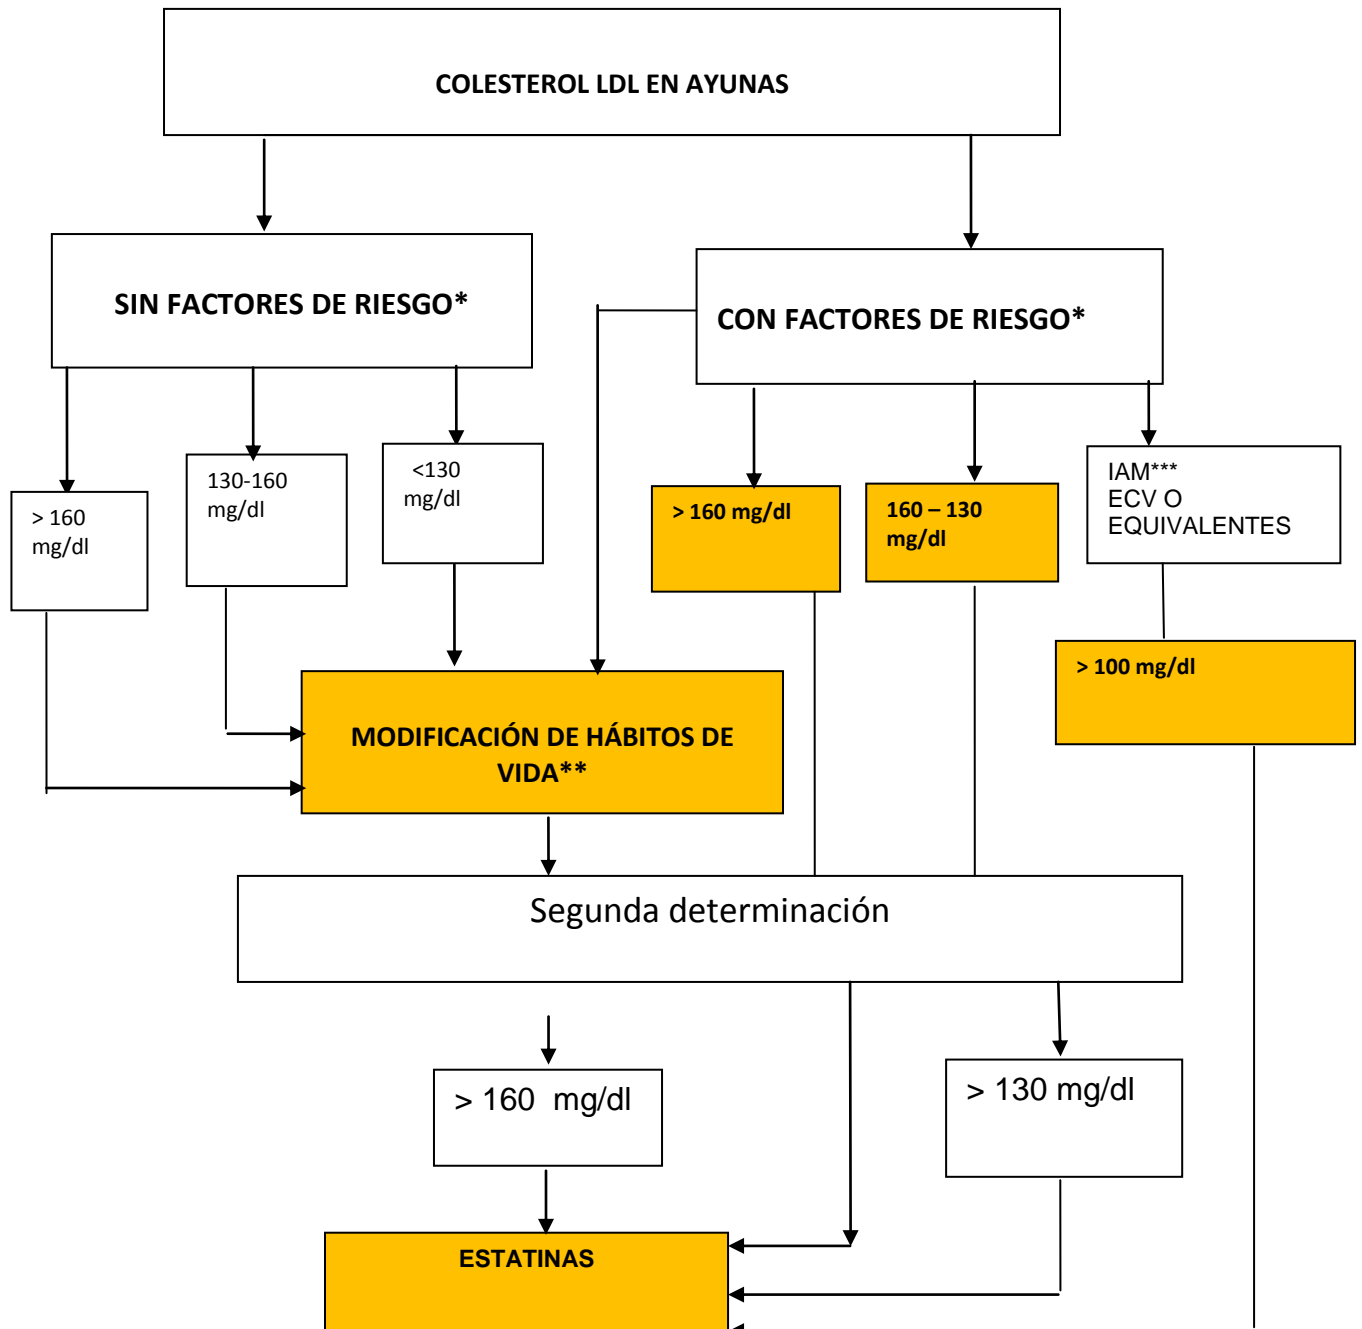 COLESTEROL LDL EN AYUNAS
SIN FACTORES DE RIESGO*
CON FACTORES DE RIESGO*
> 160
mg/dl
130-160
mg/dl
<130
mg/dl
> 160 mg/dl
160 – 130
mg/dl
IAM***
ECV O
EQUIVALENTES
> 100 mg/dl
MODIFICACIÓN DE HÁBITOS DE
VIDA**
Segunda determinación
> 160 mg/dl
> 130 mg/dl
ESTATINAS